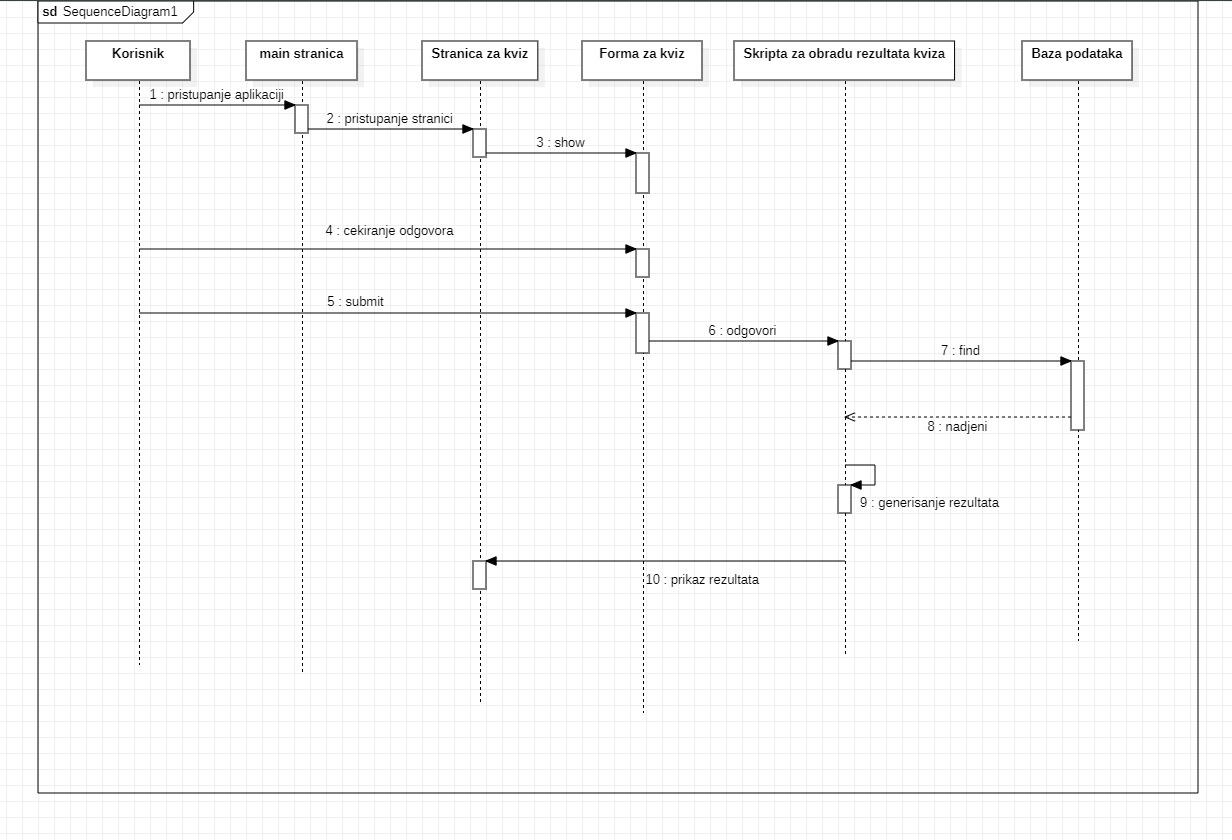 sd SequenceDiagram1
Korisnik
main stranica
Stranica za kviz
Forma za kviz
Skripta za obradu rezultata kviza
Baza podataka
1 : pristupanje aplikaciji
2 : pristupanje stranici
3 : show
4 : cekiranje odgovora
5 : submit
6 : odgovori
7 : find
8 : nadjeni
9 : generisanje rezultata
10 : prikaz rezultata